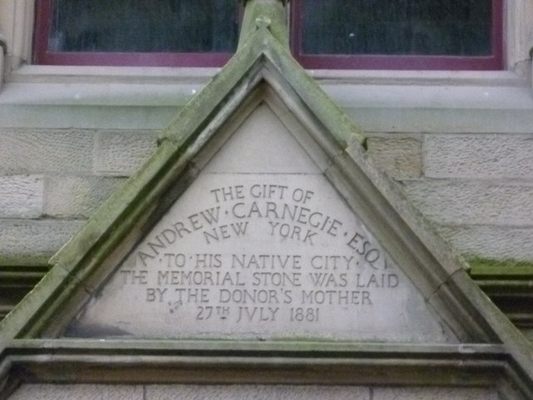 THE GIFT OF
ANDREW·CARNEGIE·ESQ
NEW YORK
·TO HIS NATIVE CITY·
THE MEMORIAL STONE WAS LAID
BY THE DONOR'S MOTHER
27TH JVLY 1881